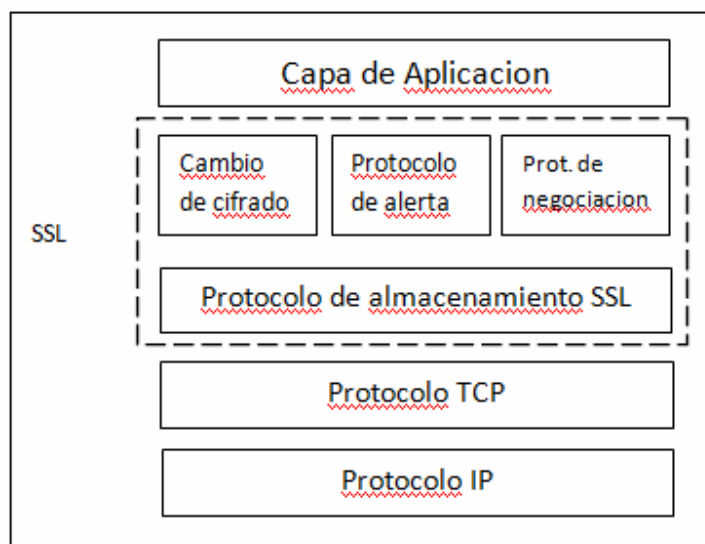 Capa de Aplicacion
Cambio
de cifrado
Protocolo
de alerta
Prot. de
negociacion
SSL
Protocolo de almacenamiento SSL
Protocolo TCP
Protocolo IP